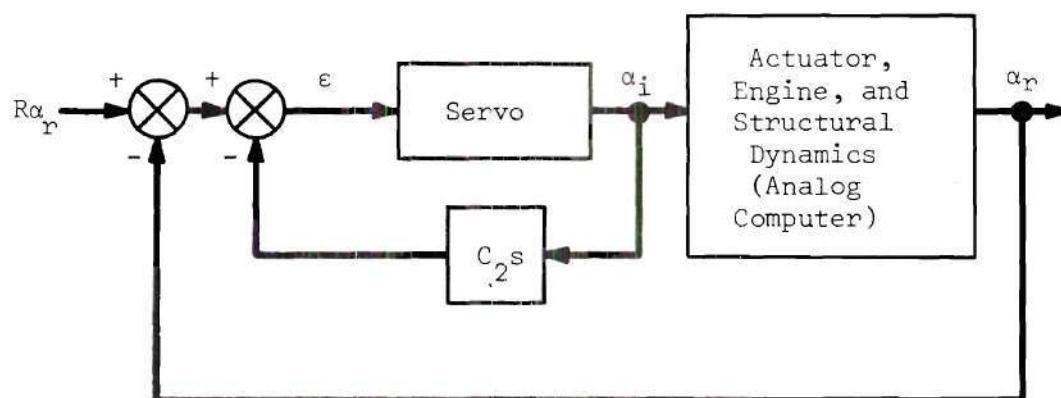 +
+
ε
Rα_r
-
-
Servo
α_i
Actuator,
Engine, and
Structural
Dynamics
(Analog
Computer)
α_r
C_2s